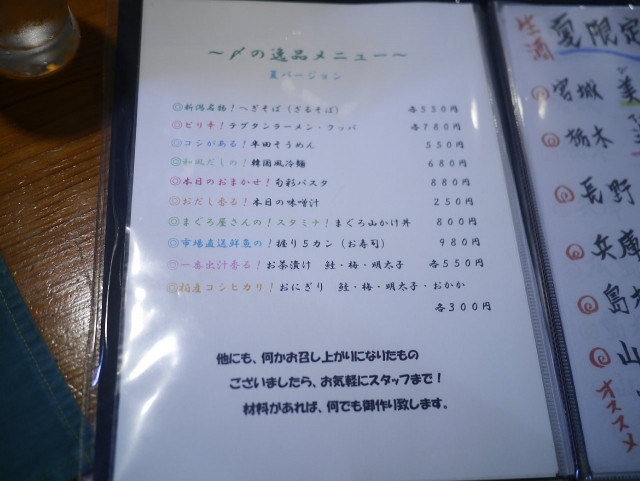 ～〆の逸品メニュー～
夏バージョン
◎新潟名物！へぎそば（ざるそば） 各550円
◎ピリ辛！テグタンラーメン・クッパ 各780円
◎コシがある！半田そうめん 550円
◎和風だしの！韓国風冷麺 680円
◎本日のおまかせ！旬彩パスタ 880円
◎おだし香る！本日の味噌汁 250円
◎まぐろ屋さんの！スタミナ！まぐろ山かけ丼 800円
◎市場直送鮮魚の！握り5カン（お寿司） 980円
◎一番出汁香る！お茶漬け 鮭・梅・明太子 各550円
◎佐産コシヒカリ！おにぎり 鮭・梅・明太子・おかか
各300円
他にも、何かお召し上がりになりたもの
ございましたら、お気軽にスタッフまで！
材料があれば、何でも御作り致します。
生酒 夏限定
宮城 美
栃木
長野
兵庫
島
山
オススメ